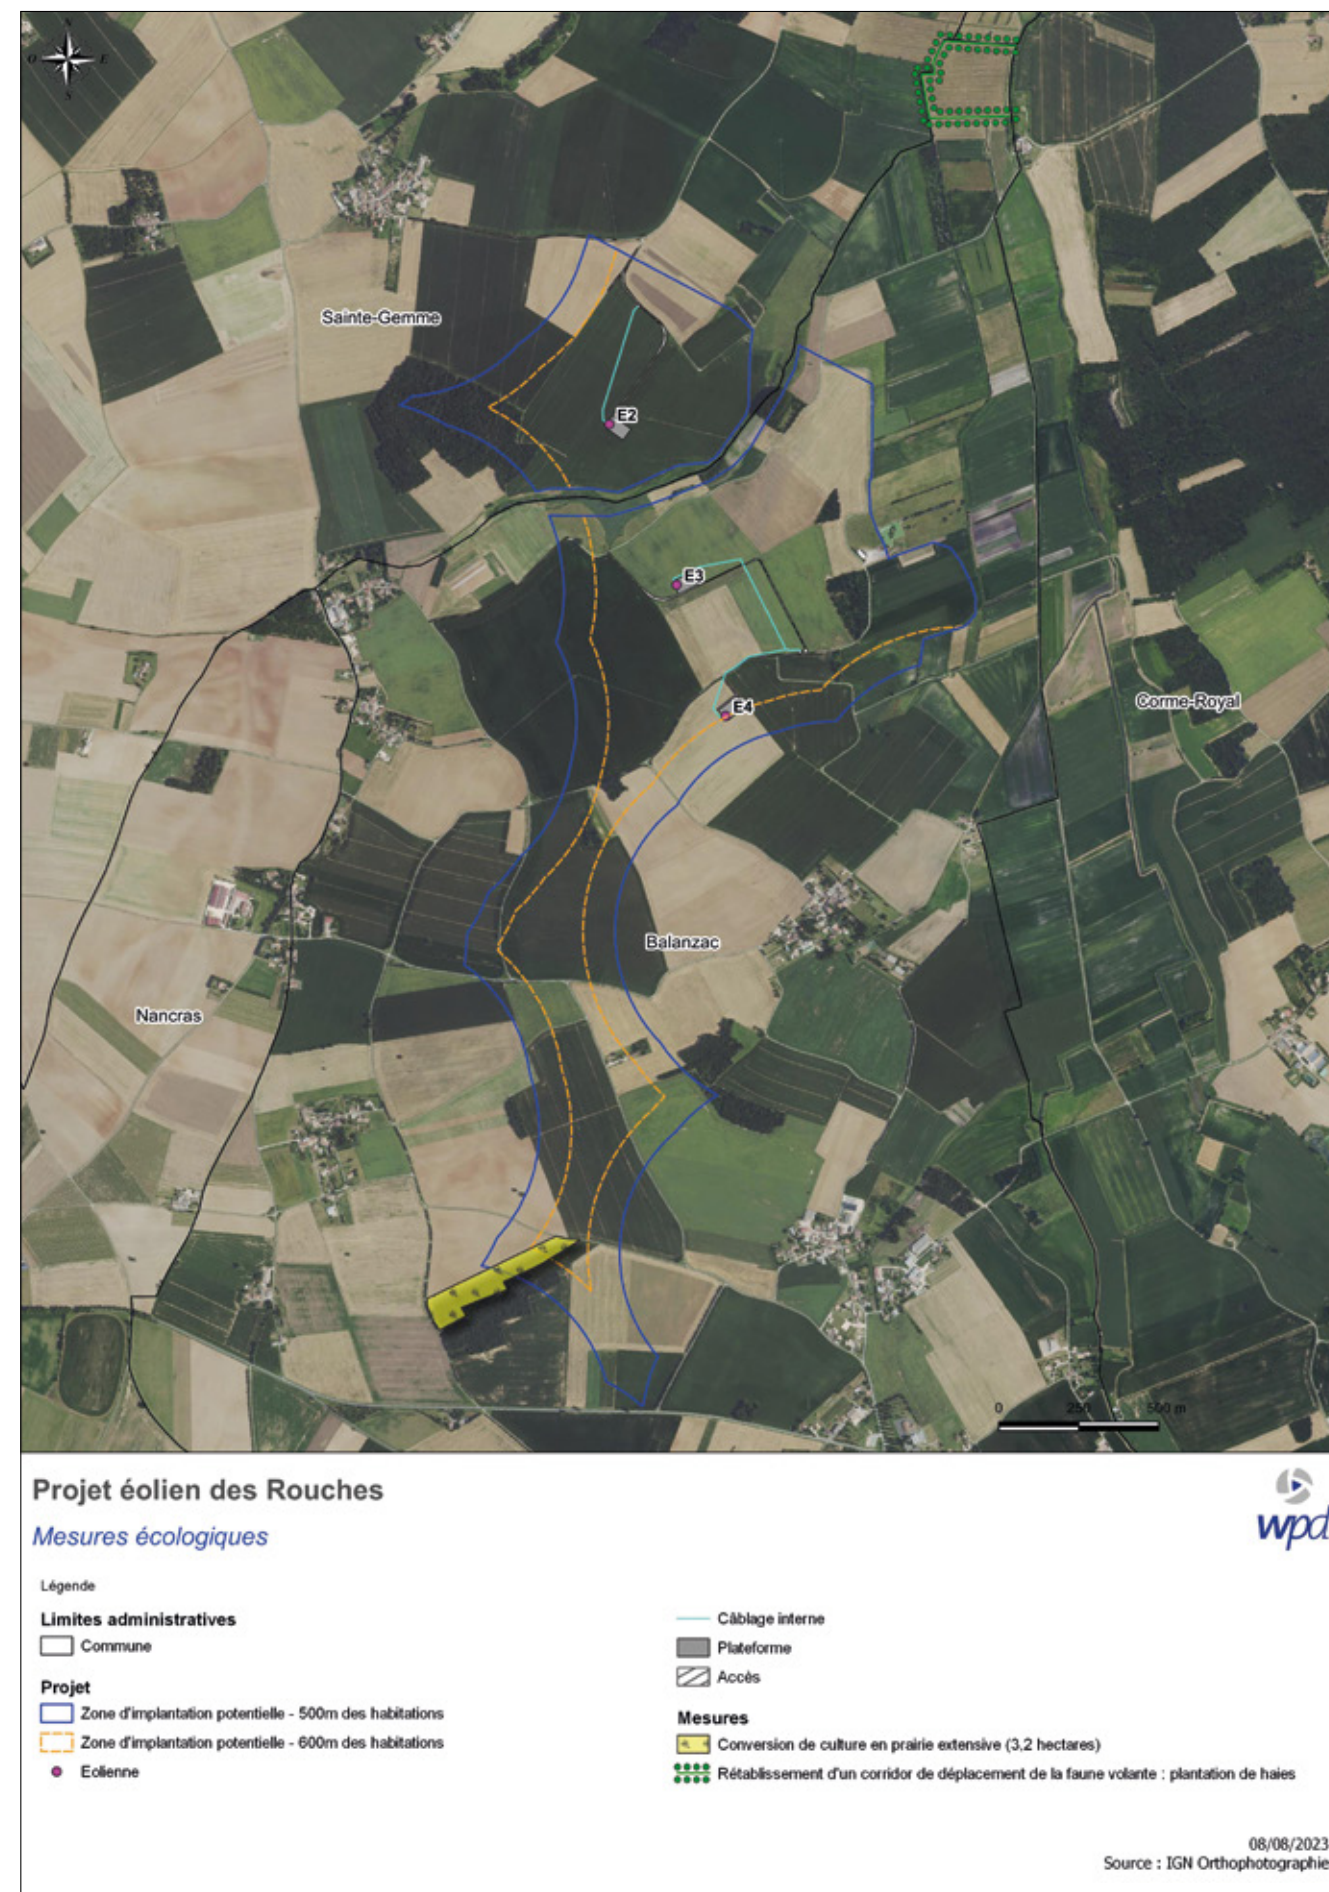 N
O E
S
Sainte-Gemme
E2
E3
E4
Corme-Royal
Balanzac
Nancras
0 250 500 m
Projet éolien des Rouches
wpd
Mesures écologiques
Légende
Limites administratives
Commune
Projet
Zone d'implantation potentielle - 500m des habitations
Zone d'implantation potentielle - 600m des habitations
Eolienne
Câblage interne
Plateforme
Accès
Mesures
Conversion de culture en prairie extensive (3,2 hectares)
Rétablissement d'un corridor de déplacement de la faune volante : plantation de haies
08/08/2023
Source : IGN Orthophotographie